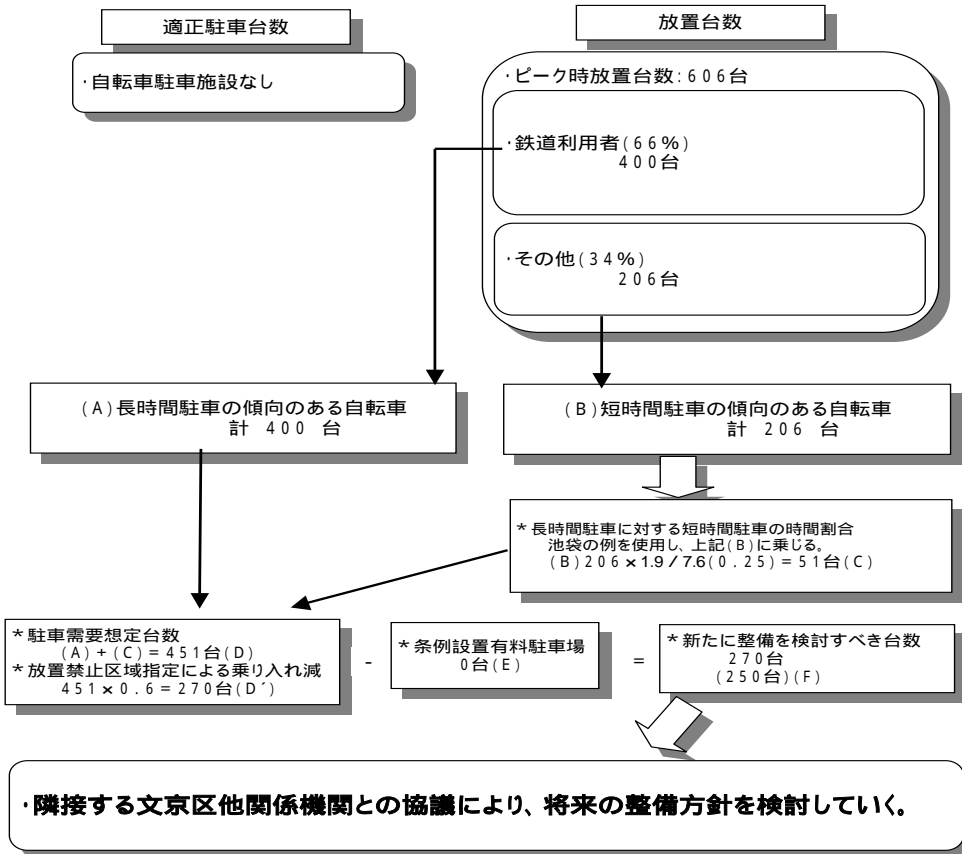 適正駐車台数
放置台数
・自転車駐車施設なし
・ピーク時放置台数:606台
・鉄道利用者(66%)
400台
・その他(34%)
206台
(A)長時間駐車の傾向のある自転車
計 400 台
(B)短時間駐車の傾向のある自転車
計 206 台
*長時間駐車に対する短時間駐車の時間割合
池袋の例を使用し、上記(B)に乗じる。
(B)206×1.9/7.6(0.25)=51台(C)
*駐車需要想定台数
(A)+(C)=451台(D)
*放置禁止区域指定による乗り入れ減
451×0.6=270台(D´)
-
*条例設置有料駐車場
0台(E)
=
*新たに整備を検討すべき台数
270台
(250台)(F)
・隣接する文京区他関係機関との協議により、将来の整備方針を検討していく。